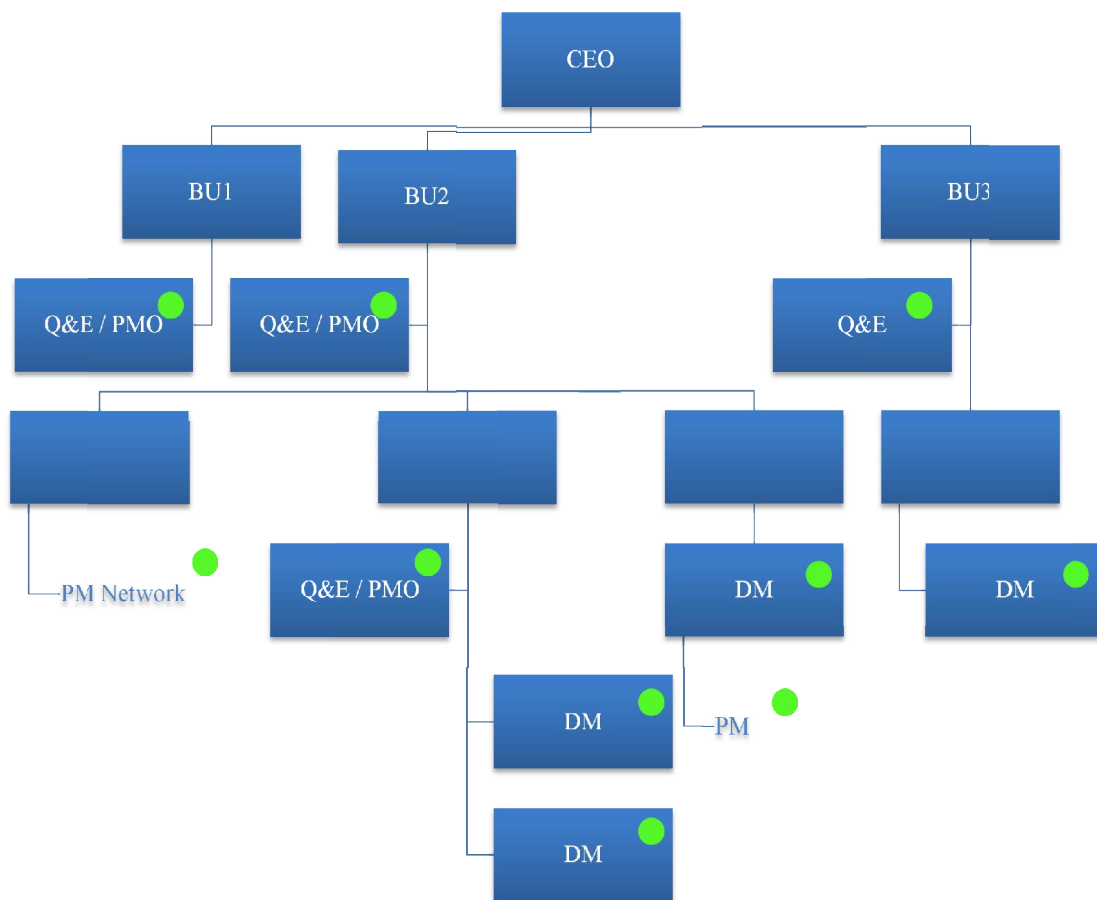 CEO
BU1
BU2
BU3
Q&E / PMO
Q&E / PMO
Q&E
PM Network
Q&E / PMO
DM
DM
DM
PM
DM